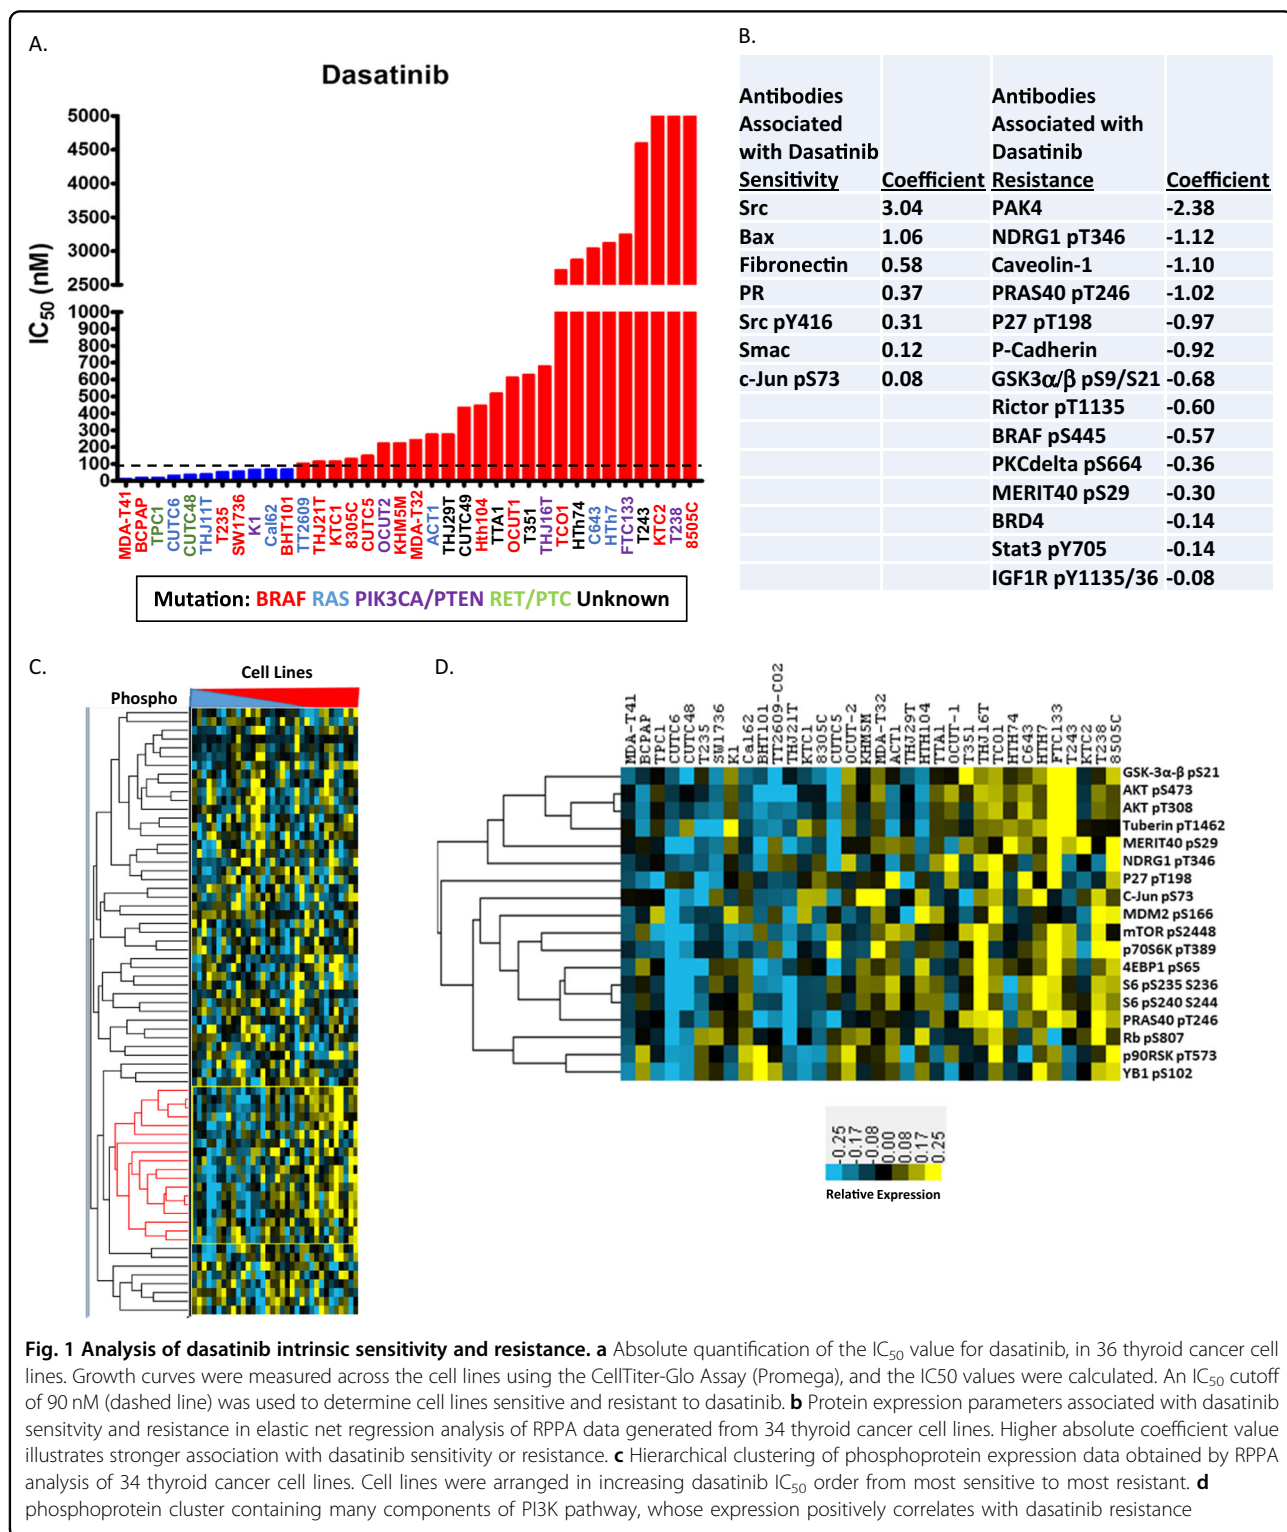 A.
Dasatinib
IC50 (nM)
5000
4500
4000
3500
3000
2500
1000
900
800
700
600
500
400
300
200
100
0
MDA-T41
BCPAP
TPC1
CUTC6
CUTC48
THJ11T
T235
SW1736
K1
Cal62
BHT101
TT2609
THJ21T
KTC1
8305C
CUTC5
OCUT2
KHM5M
MDA-T32
ACT1
THJ29T
CUTC49
Hth104
TTA1
OCUT1
T351
THJ16T
TCO1
HTh74
C643
HTh7
FTC133
T243
KTC2
T238
8505C
Mutation: BRAF RAS PIK3CA/PTEN RET/PTC Unknown
B.
Antibodies Associated with Dasatinib Sensitivity Coefficient Antibodies Associated with Dasatinib Resistance Coefficient
Src 3.04 PAK4 -2.38
Bax 1.06 NDRG1 pT346 -1.12
Fibronectin 0.58 Caveolin-1 -1.10
PR 0.37 PRAS40 pT246 -1.02
Src pY416 0.31 P27 pT198 -0.97
Smac 0.12 P-Cadherin -0.92
c-Jun pS73 0.08 GSK3α/β pS9/S21 -0.68
Rictor pT1135 -0.60
BRAF pS445 -0.57
PKCdelta pS664 -0.36
MERIT40 pS29 -0.30
BRD4 -0.14
Stat3 pY705 -0.14
IGF1R pY1135/36 -0.08
C.
Cell Lines
Phospho
D.
MDA-T41
BCPAP
TPC1
CUTC6
CUTC48
T235
SW1736
K1
Cal62
BHT101
TT2609-C02
THJ21T
KTC1
8305C
CUTC5
OCUT-2
KHM5M
MDA-T32
ACT1
THJ29T
HTH104
TTA1
OCUT-1
T351
THJ16T
TC01
HTH74
C643
HTH7
FTC133
T243
KTC2
T238
8505C
GSK-3α-β pS21
AKT pS473
AKT pT308
Tuberin pT1462
MERIT40 pS29
NDRG1 pT346
P27 pT198
C-Jun pS73
MDM2 pS166
mTOR pS2448
p70S6K pT389
4EBP1 pS65
S6 pS235 S236
S6 pS240 S244
PRAS40 pT246
Rb pS807
p90RSK pT573
YB1 pS102
-0.25
-0.17
-0.08
0.00
0.08
0.17
0.25
Relative Expression
Fig. 1 Analysis of dasatinib intrinsic sensitivity and resistance. a Absolute quantification of the IC50 value for dasatinib, in 36 thyroid cancer cell
lines. Growth curves were measured across the cell lines using the CellTiter-Glo Assay (Promega), and the IC50 values were calculated. An IC50 cutoff
of 90 nM (dashed line) was used to determine cell lines sensitive and resistant to dasatinib. b Protein expression parameters associated with dasatinib
sensitvity and resistance in elastic net regression analysis of RPPA data generated from 34 thyroid cancer cell lines. Higher absolute coefficient value
illustrates stronger association with dasatinib sensitivity or resistance. c Hierarchical clustering of phosphoprotein expression data obtained by RPPA
analysis of 34 thyroid cancer cell lines. Cell lines were arranged in increasing dasatinib IC50 order from most sensitive to most resistant. d
phosphoprotein cluster containing many components of PI3K pathway, whose expression positively correlates with dasatinib resistance